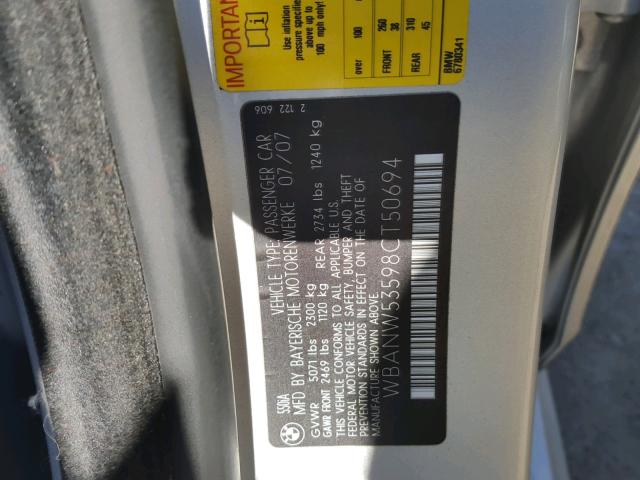 IMPORTAN
Use inflation
pressure specifie
above up to
100 mph only!
over 100
FRONT 260 38
REAR 310 45
BMW
6780341
2 122 606
550IA VEHICLE TYPE: PASSENGER CAR
MFD BY BAYERISCHE MOTORENWERKE 07/07
GVWR 5071 lbs 2300 kg
GAWR FRONT 2469 lbs 1120 kg REAR 2734 lbs 1240 kg
THIS VEHICLE CONFORMS TO ALL APPLICABLE U.S.
FEDERAL MOTOR VEHICLE SAFETY, BUMPER AND THEFT
PREVENTION STANDARDS IN EFFECT ON THE DATE OF
MANUFACTURE SHOWN ABOVE.
WBANW53598CT50694